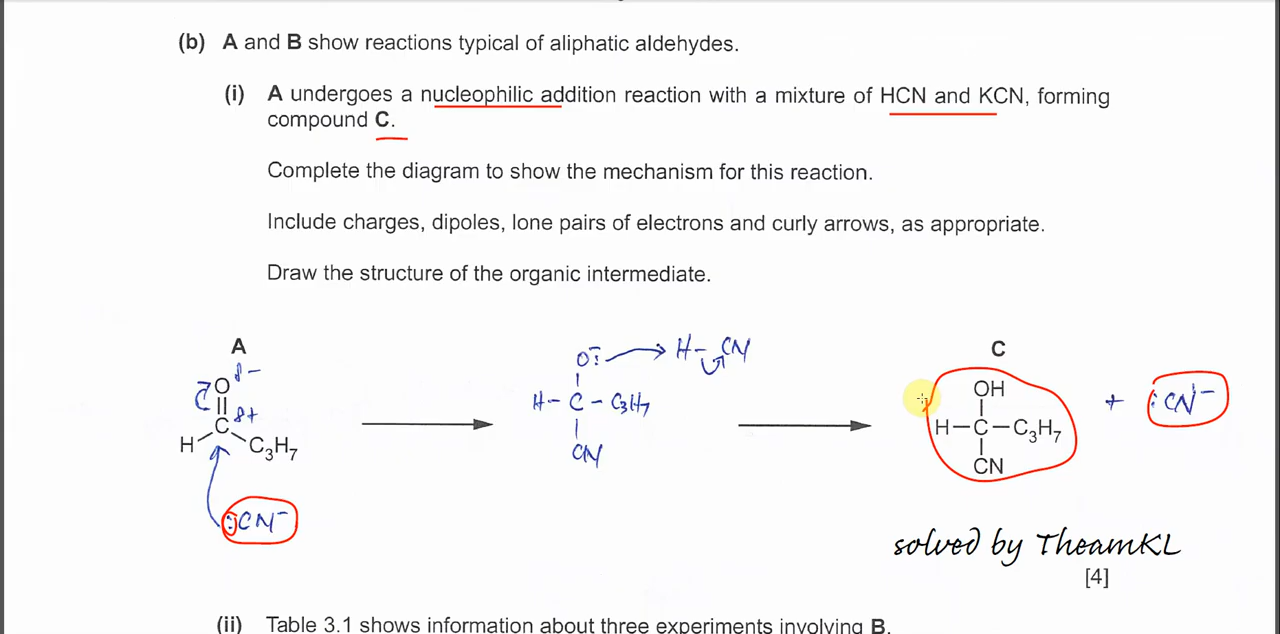 (b) A and B show reactions typical of aliphatic aldehydes.
(i) A undergoes a nucleophilic addition reaction with a mixture of HCN and KCN, forming
compound C.
Complete the diagram to show the mechanism for this reaction.
Include charges, dipoles, lone pairs of electrons and curly arrows, as appropriate.
Draw the structure of the organic intermediate.
A
δ−
O
δ+
C
H
C₃H₇
:CN⁻
O:⁻
H–CN
H–C–C₃H₇
CN
C
OH
H–C–C₃H₇
CN
+ :CN⁻
solved by TheamKL
[4]
(ii) Table 3.1 shows information about three experiments involving B.